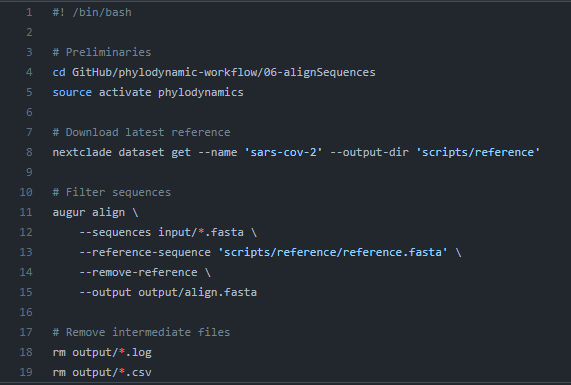 1 #! /bin/bash
2
3 # Preliminaries
4 cd GitHub/phylodynamic-workflow/06-alignSequences
5 source activate phylodynamics
6
7 # Download latest reference
8 nextclade dataset get --name 'sars-cov-2' --output-dir 'scripts/reference'
9
10 # Filter sequences
11 augur align \
12     --sequences input/*.fasta \
13     --reference-sequence 'scripts/reference/reference.fasta' \
14     --remove-reference \
15     --output output/align.fasta
16
17 # Remove intermediate files
18 rm output/*.log
19 rm output/*.csv